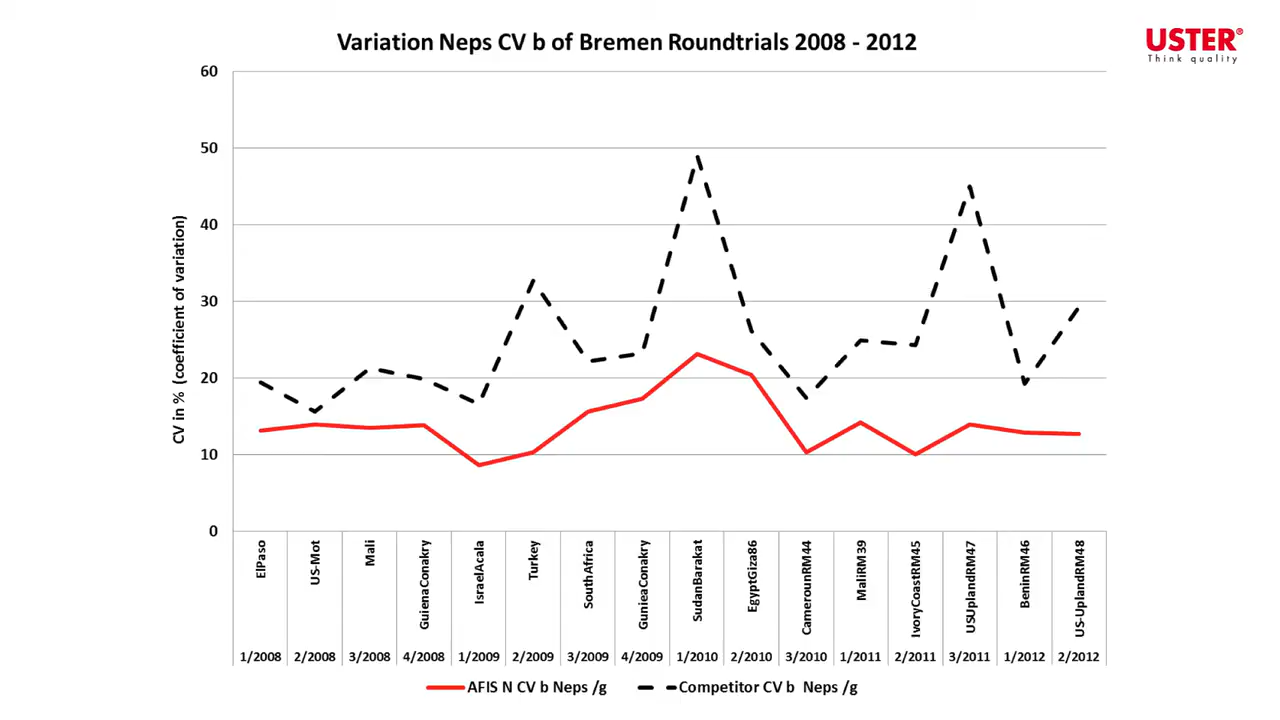 Variation Neps CV b of Bremen Roundtrials 2008 - 2012
USTER®
Think quality
CV in % (coefficient of variation)
60
50
40
30
20
10
0
ElPaso
US-Mot
Mali
GuienaConakry
IsraelAcala
Turkey
SouthAfrica
GunieaConakry
SudanBarakat
EgyptGiza86
CamerounRM44
MaliRM39
IvoryCoastRM45
USUplandRM47
BeninRM46
US-UplandRM48
1/2008 2/2008 3/2008 4/2008 1/2009 2/2009 3/2009 4/2009 1/2010 2/2010 3/2010 1/2011 2/2011 3/2011 1/2012 2/2012
AFIS N CV b Neps /g Competitor CV b Neps /g